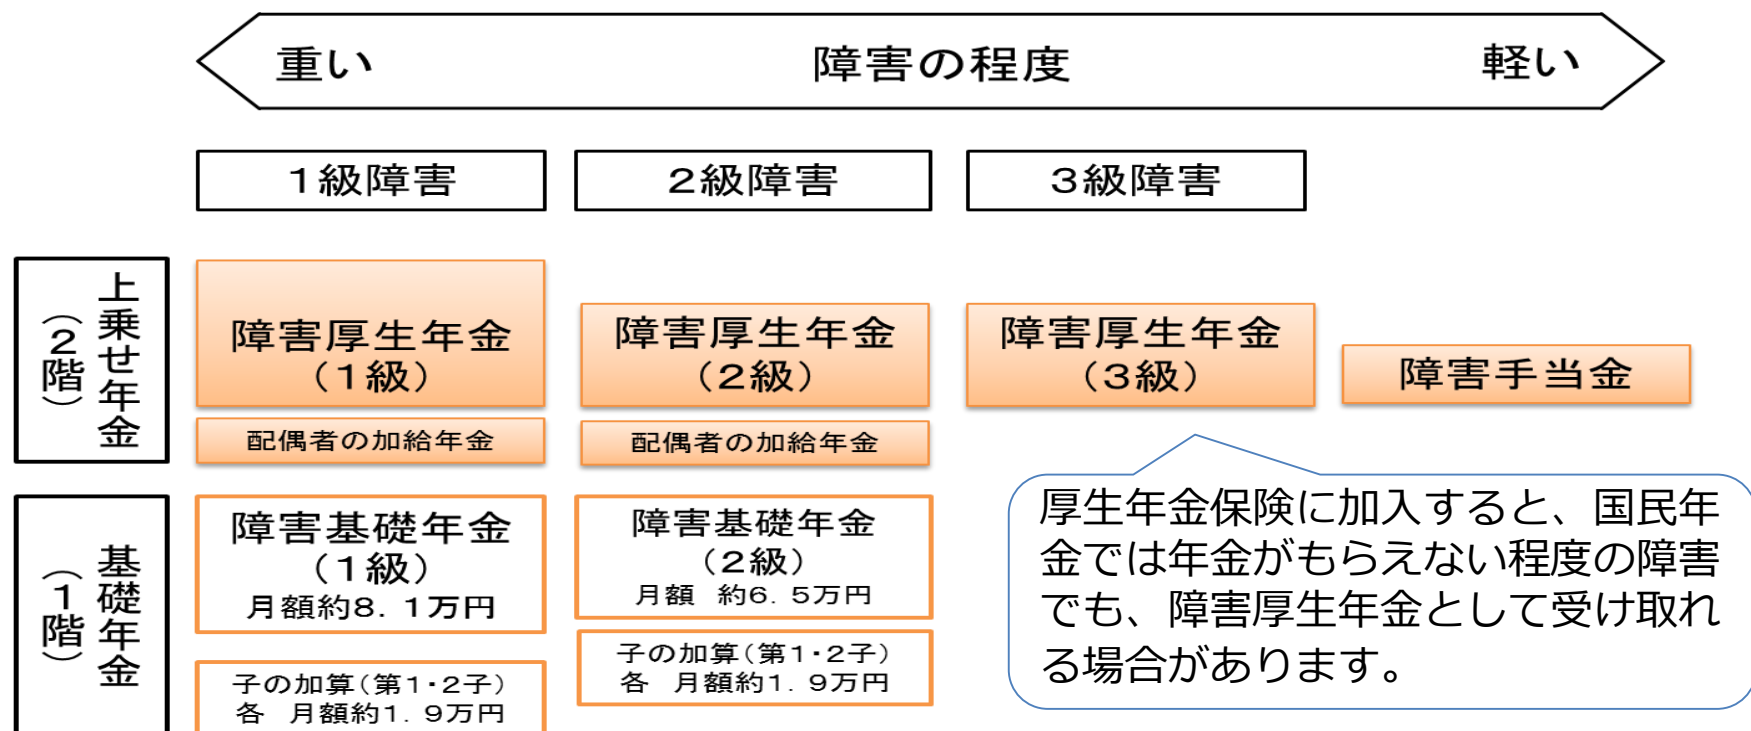 重い 障害の程度 軽い
1級障害 2級障害 3級障害
上乗せ年金
（2階）
障害厚生年金
（1級）
配偶者の加給年金
障害厚生年金
（2級）
配偶者の加給年金
障害厚生年金
（3級）
障害手当金
基礎年金
（1階）
障害基礎年金
（1級）
月額約8．1万円
子の加算（第1・2子）
各 月額約1．9万円
障害基礎年金
（2級）
月額 約6．5万円
子の加算（第1・2子）
各 月額約1．9万円
厚生年金保険に加入すると、国民年
金では年金がもらえない程度の障害
でも、障害厚生年金として受け取れ
る場合があります。